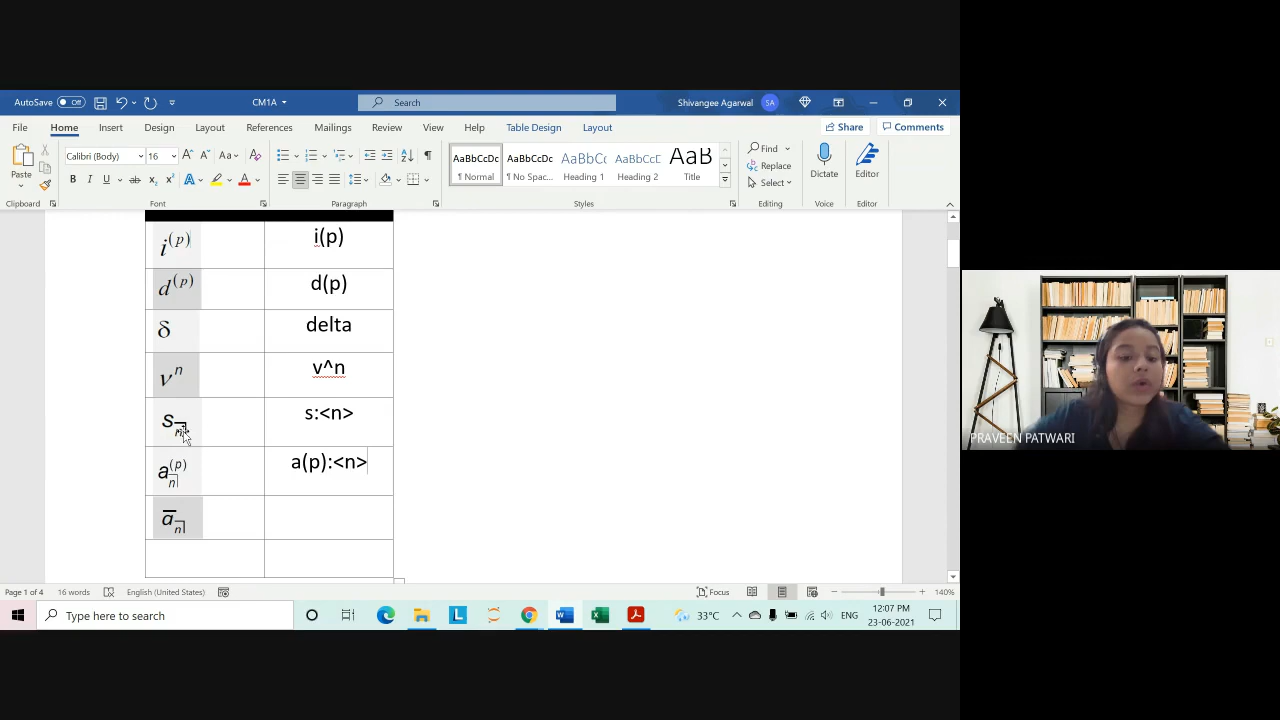 AutoSave Off CM1A Search Shivangee Agarwal SA
File Home Insert Design Layout References Mailings Review View Help Table Design Layout Share Comments
Paste Calibri (Body) 16 Aa AaBbCcDc AaBbCcDc AaBbCc AaBbCcD AaB Find Replace Select Dictate Editor
¶ Normal ¶ No Spac... Heading 1 Heading 2 Title
Clipboard Font Paragraph Styles Editing Voice Editor
i^(p) i(p)
d^(p) d(p)
δ delta
v^n v^n
s n s:<n>
a^(p) n a(p):<n>
a̅ n
PRAVEEN PATWARI
Page 1 of 4 16 words English (United States) Focus 140%
Type here to search 33°C ENG 12:07 PM
23-06-2021